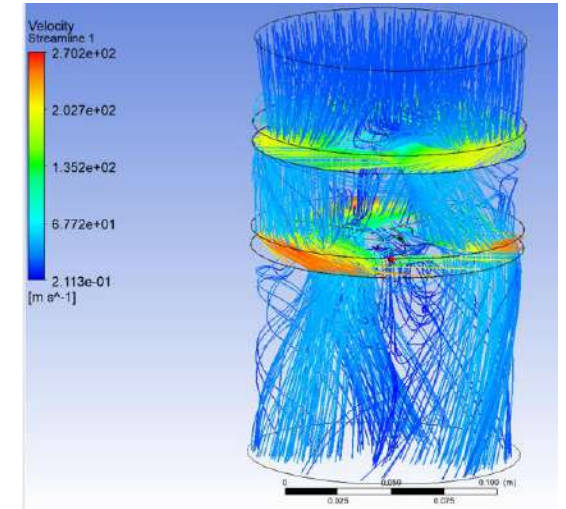 Velocity
Streamline 1
2.702e+02
2.027e+02
1.352e+02
6.772e+01
2.113e-01
[m s^-1]
0 0.050 0.100 (m)
0.025 0.075